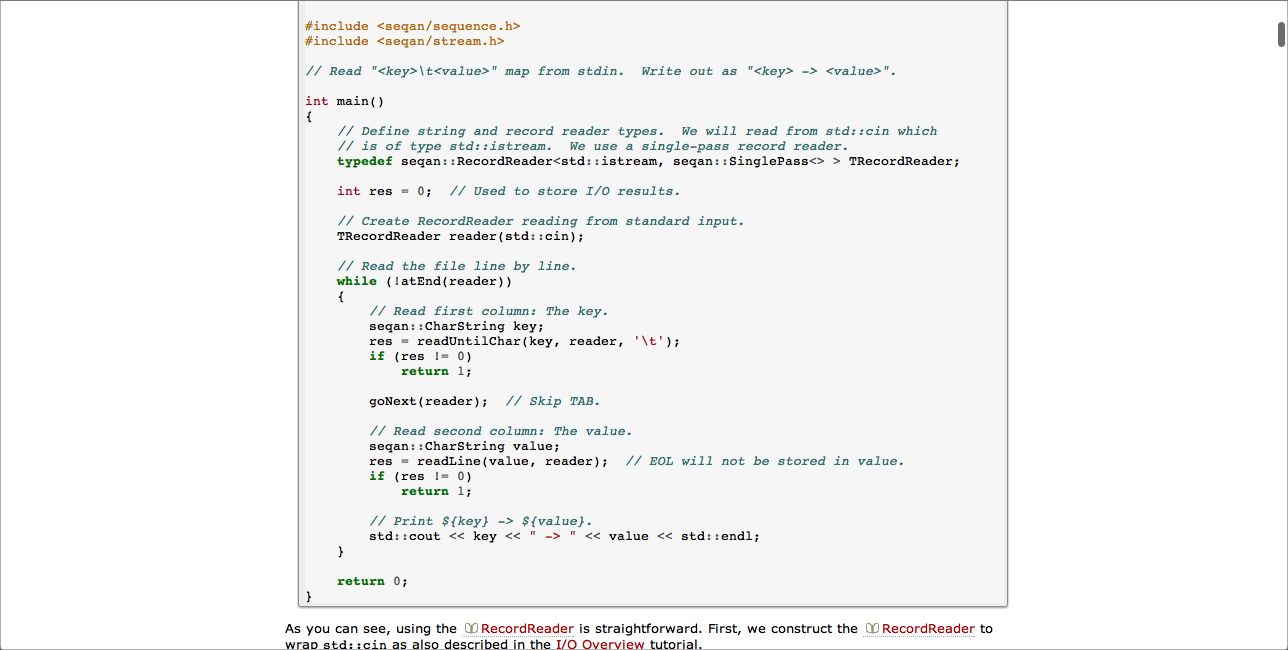 #include <seqan/sequence.h>
#include <seqan/stream.h>
// Read "<key>\t<value>" map from stdin.  Write out as "<key> -> <value>".
int main()
{
    // Define string and record reader types.  We will read from std::cin which
    // is of type std::istream.  We use a single-pass record reader.
    typedef seqan::RecordReader<std::istream, seqan::SinglePass<> > TRecordReader;
    int res = 0;  // Used to store I/O results.
    // Create RecordReader reading from standard input.
    TRecordReader reader(std::cin);
    // Read the file line by line.
    while (!atEnd(reader))
    {
        // Read first column: The key.
        seqan::CharString key;
        res = readUntilChar(key, reader, '\t');
        if (res != 0)
            return 1;
        goNext(reader);  // Skip TAB.
        // Read second column: The value.
        seqan::CharString value;
        res = readLine(value, reader);  // EOL will not be stored in value.
        if (res != 0)
            return 1;
        // Print ${key} -> ${value}.
        std::cout << key << " -> " << value << std::endl;
    }
    return 0;
}
As you can see, using the RecordReader is straightforward. First, we construct the RecordReader to
wrap std::cin as also described in the I/O Overview tutorial.